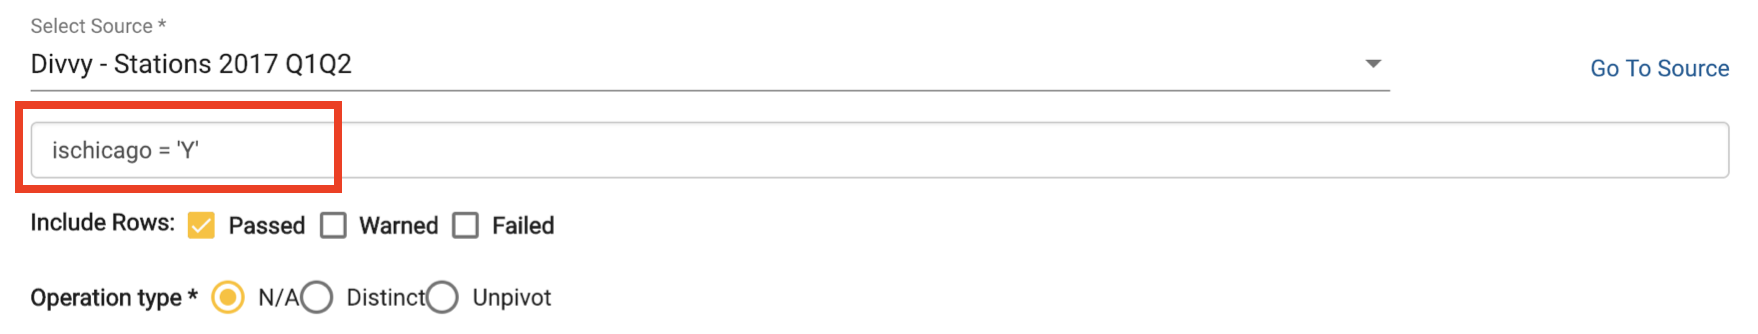 Select Source *
Divvy - Stations 2017 Q1Q2
Go To Source
ischicago = 'Y'
Include Rows: Passed Warned Failed
Operation type * N/A Distinct Unpivot